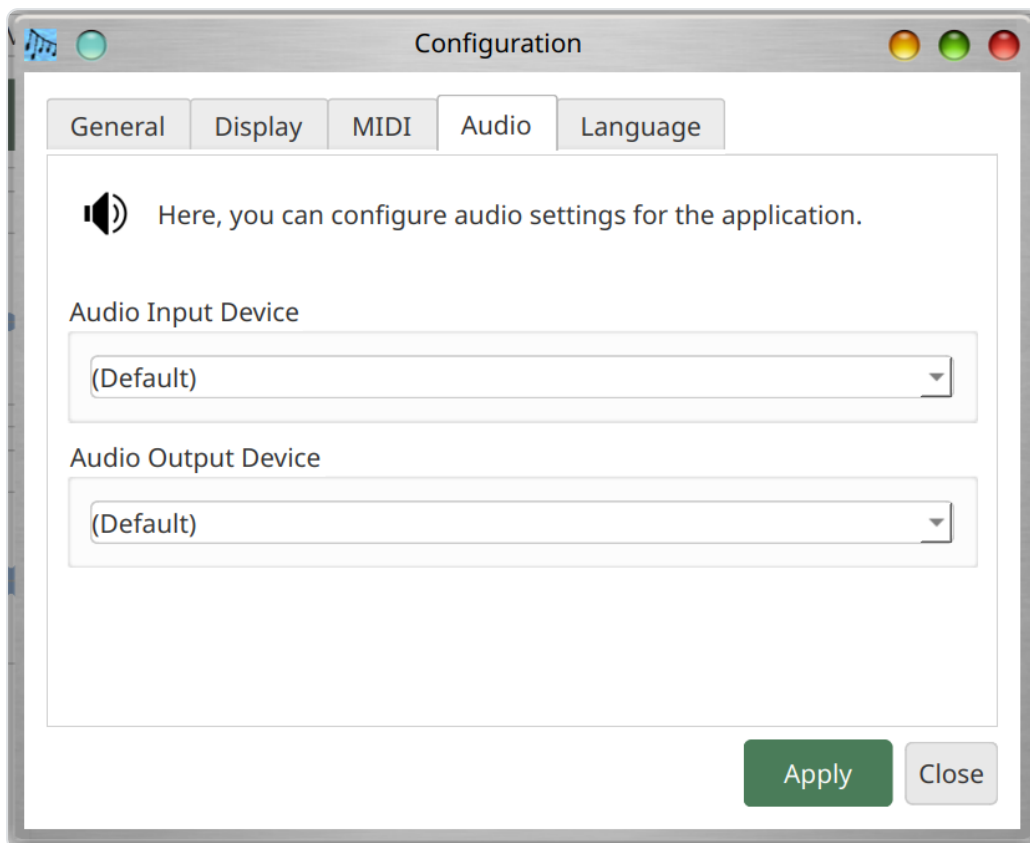 Configuration
General Display MIDI Audio Language
Here, you can configure audio settings for the application.
Audio Input Device
(Default)
Audio Output Device
(Default)
Apply Close